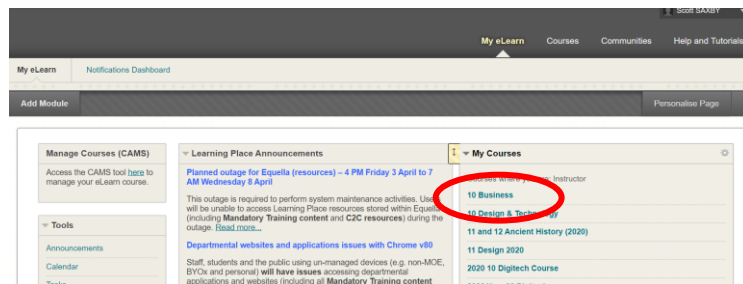 Scott SAXBY
My eLearn Courses Communities Help and Tutorials
My eLearn Notifications Dashboard
Add Module Personalise Page
Manage Courses (CAMS)
Access the CAMS tool here to
manage your eLearn course.
Tools
Announcements
Calendar
Learning Place Announcements
Planned outage for Equella (resources) – 4 PM Friday 3 April to 7
AM Wednesday 8 April
This outage is required to perform system maintenance activities. Use
will be unable to access Learning Place resources stored within Equell
(including Mandatory Training content and C2C resources) during the
outage. Read more...
Departmental websites and applications issues with Chrome v80
Staff, students and the public using un-managed devices (e.g. non-MOE,
BYOx and personal) will have issues accessing departmental
applications and websites (including all Mandatory Training content
My Courses
Courses where you are: Instructor
10 Business
10 Design & Technology
11 and 12 Ancient History (2020)
11 Design 2020
2020 10 Digitech Course